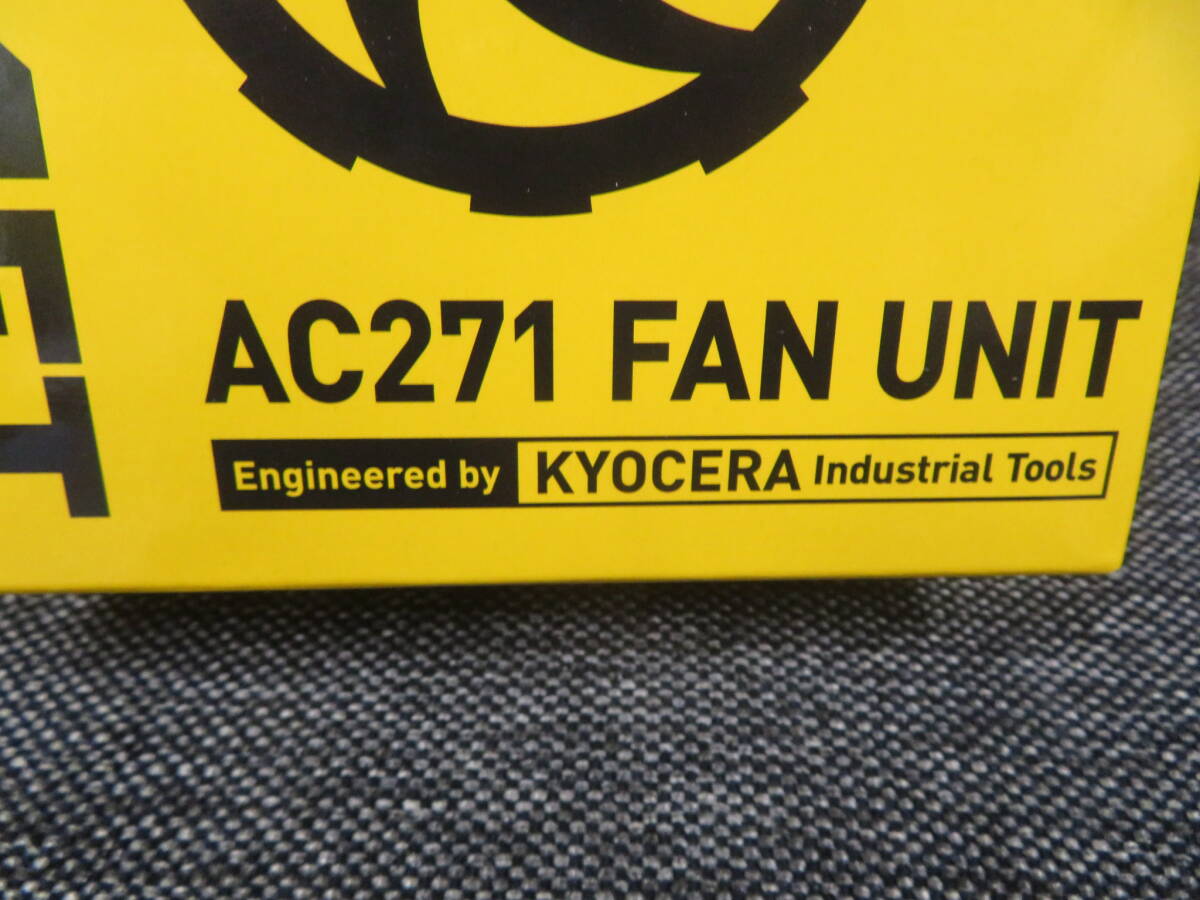 AC271 FAN UNIT
Engineered by KYOCERA Industrial Tools